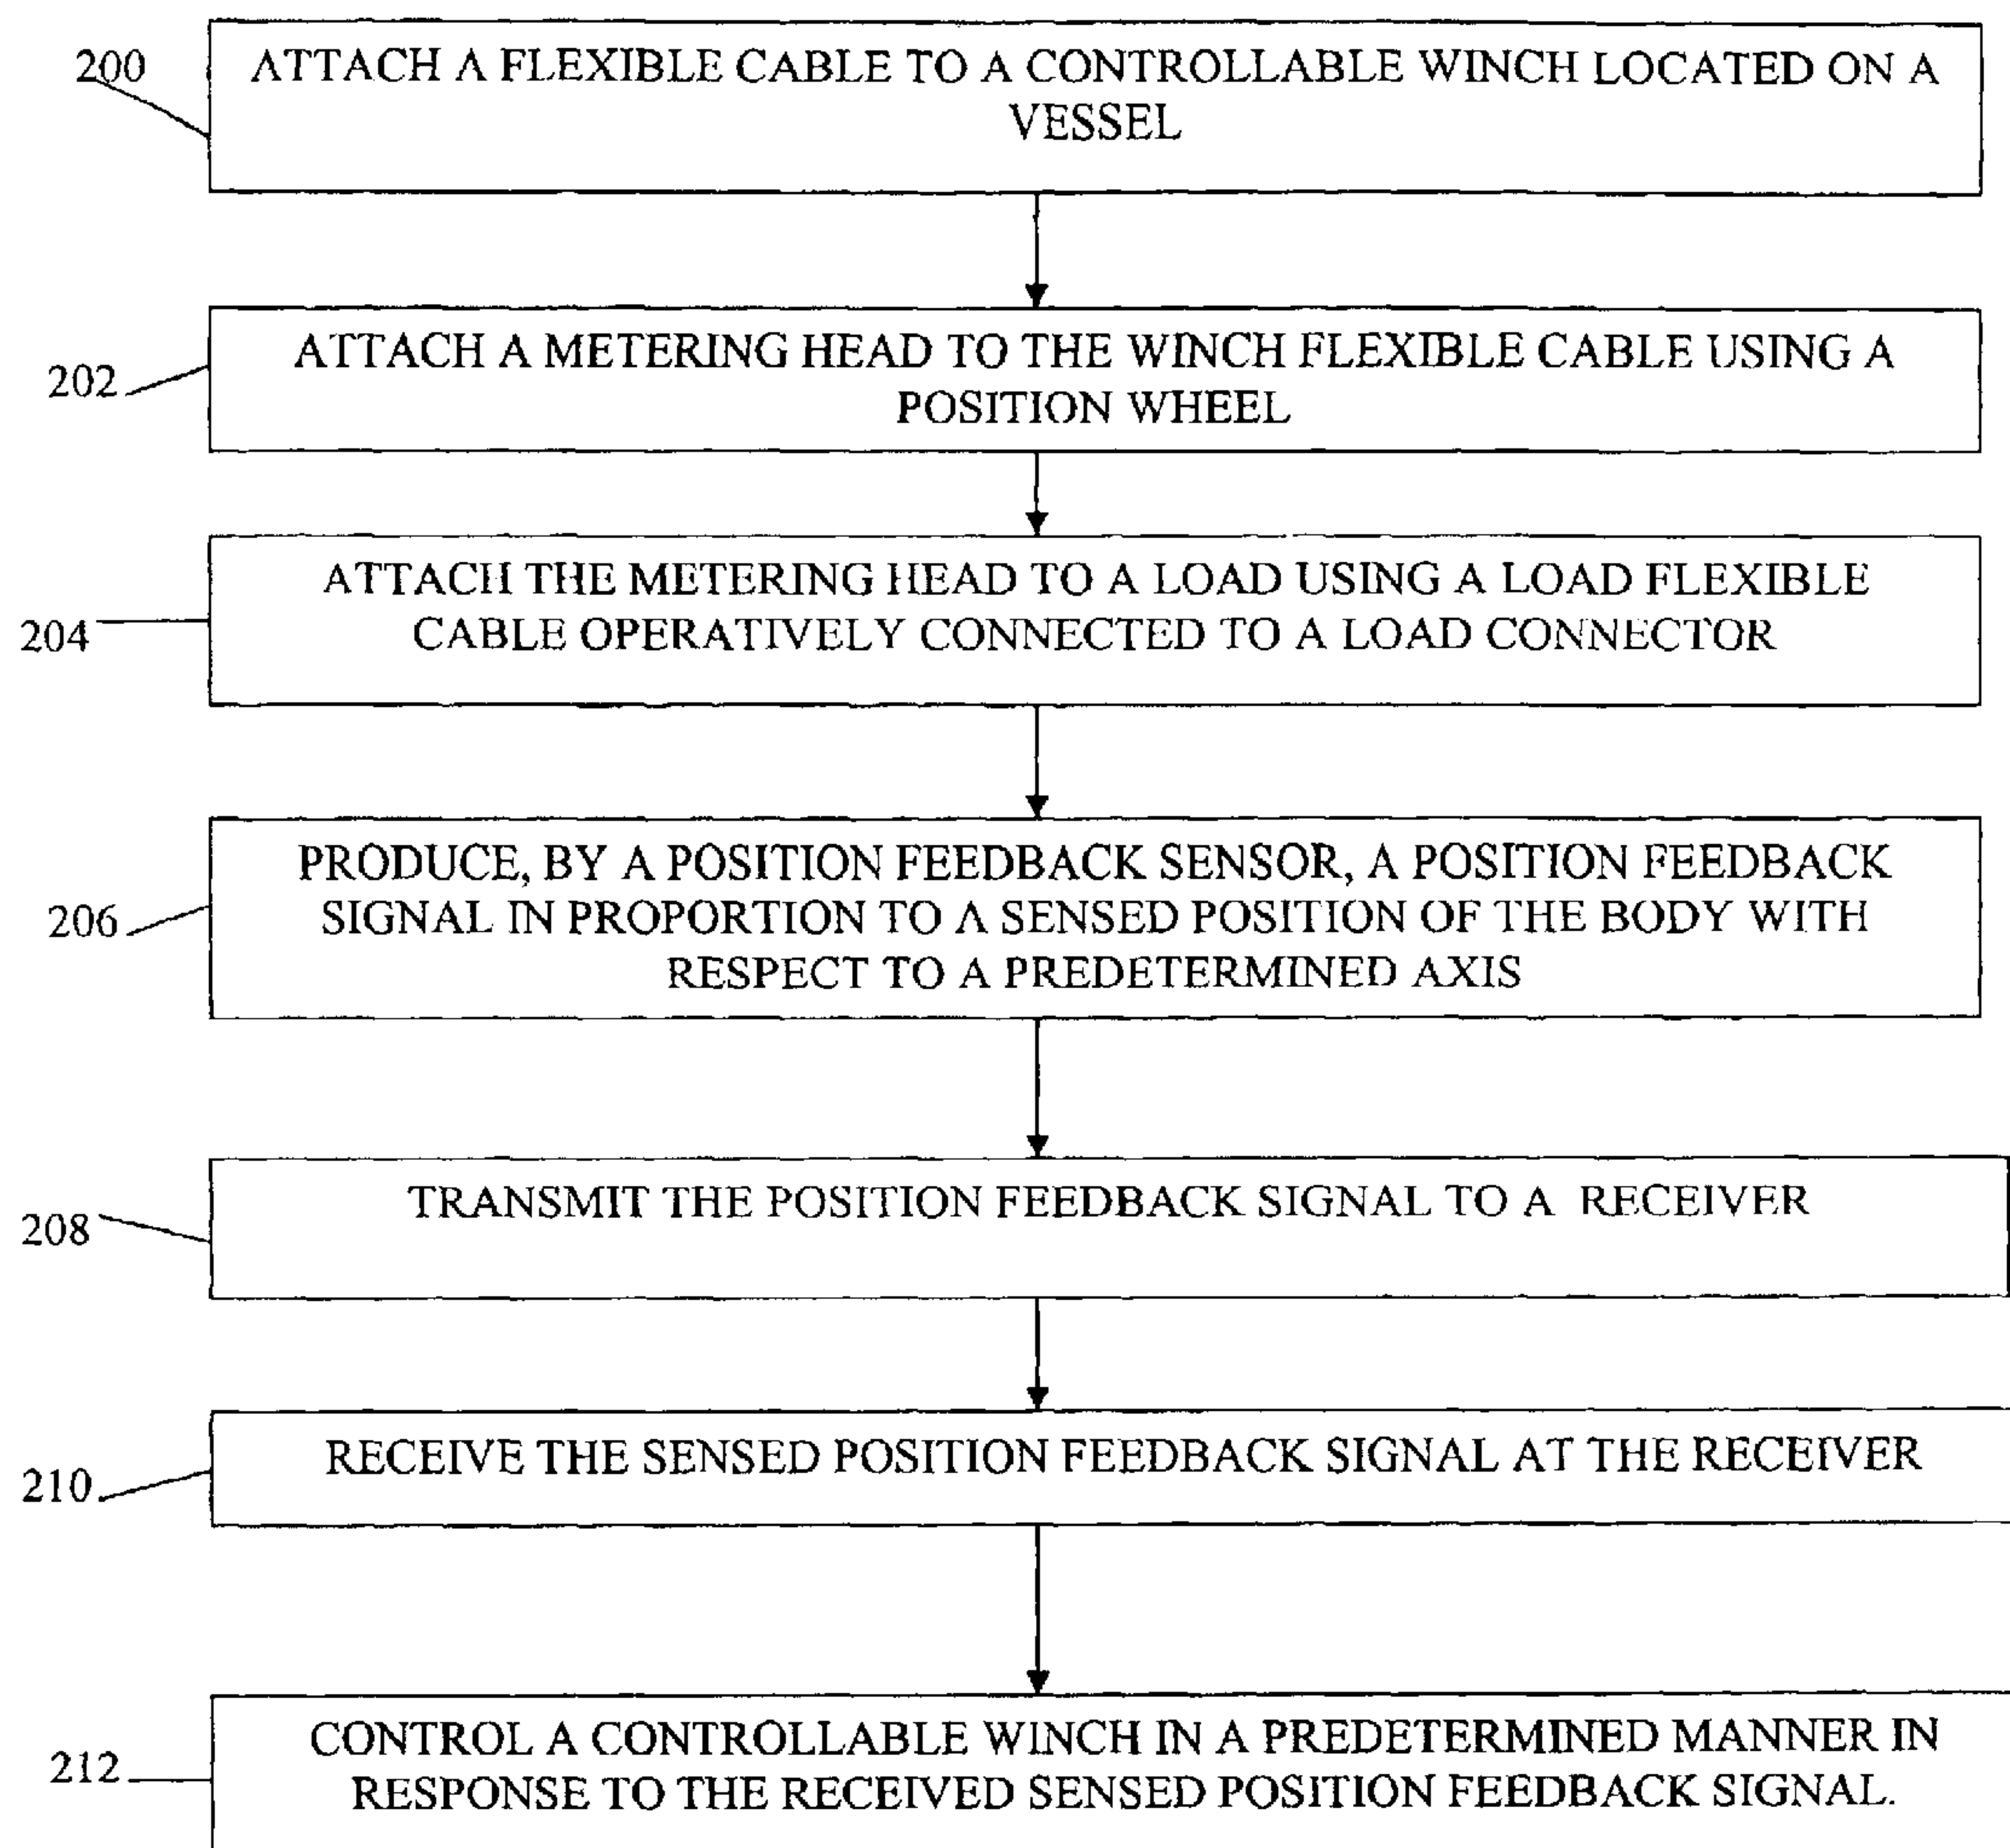 200
ATTACH A FLEXIBLE CABLE TO A CONTROLLABLE WINCH LOCATED ON A
VESSEL
202
ATTACH A METERING HEAD TO THE WINCH FLEXIBLE CABLE USING A
POSITION WHEEL
204
ATTACH THE METERING HEAD TO A LOAD USING A LOAD FLEXIBLE
CABLE OPERATIVELY CONNECTED TO A LOAD CONNECTOR
206
PRODUCE, BY A POSITION FEEDBACK SENSOR, A POSITION FEEDBACK
SIGNAL IN PROPORTION TO A SENSED POSITION OF THE BODY WITH
RESPECT TO A PREDETERMINED AXIS
208
TRANSMIT THE POSITION FEEDBACK SIGNAL TO A RECEIVER
210
RECEIVE THE SENSED POSITION FEEDBACK SIGNAL AT THE RECEIVER
212
CONTROL A CONTROLLABLE WINCH IN A PREDETERMINED MANNER IN
RESPONSE TO THE RECEIVED SENSED POSITION FEEDBACK SIGNAL.